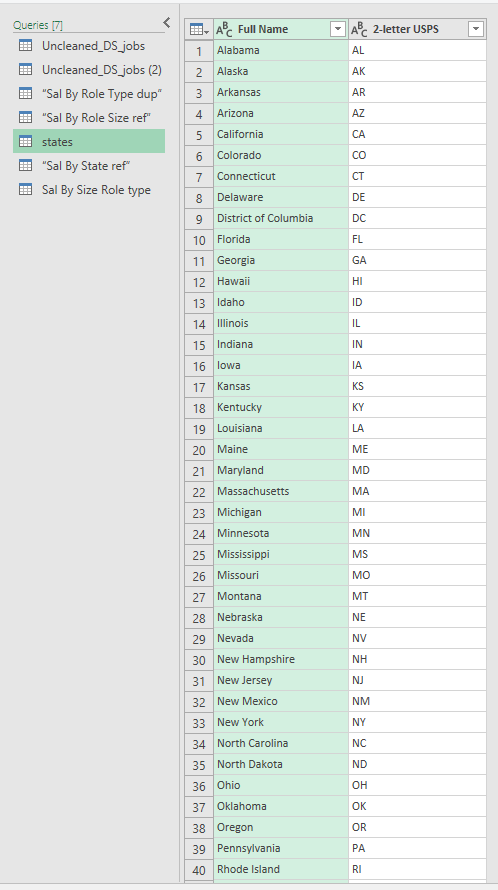 Queries [7]
Uncleaned_DS_jobs
Uncleaned_DS_jobs (2)
“Sal By Role Type dup”
“Sal By Role Size ref”
states
“Sal By State ref”
Sal By Size Role type
ABC Full Name ABC 2-letter USPS
1 Alabama AL
2 Alaska AK
3 Arkansas AR
4 Arizona AZ
5 California CA
6 Colorado CO
7 Connecticut CT
8 Delaware DE
9 District of Columbia DC
10 Florida FL
11 Georgia GA
12 Hawaii HI
13 Idaho ID
14 Illinois IL
15 Indiana IN
16 Iowa IA
17 Kansas KS
18 Kentucky KY
19 Louisiana LA
20 Maine ME
21 Maryland MD
22 Massachusetts MA
23 Michigan MI
24 Minnesota MN
25 Mississippi MS
26 Missouri MO
27 Montana MT
28 Nebraska NE
29 Nevada NV
30 New Hampshire NH
31 New Jersey NJ
32 New Mexico NM
33 New York NY
34 North Carolina NC
35 North Dakota ND
36 Ohio OH
37 Oklahoma OK
38 Oregon OR
39 Pennsylvania PA
40 Rhode Island RI